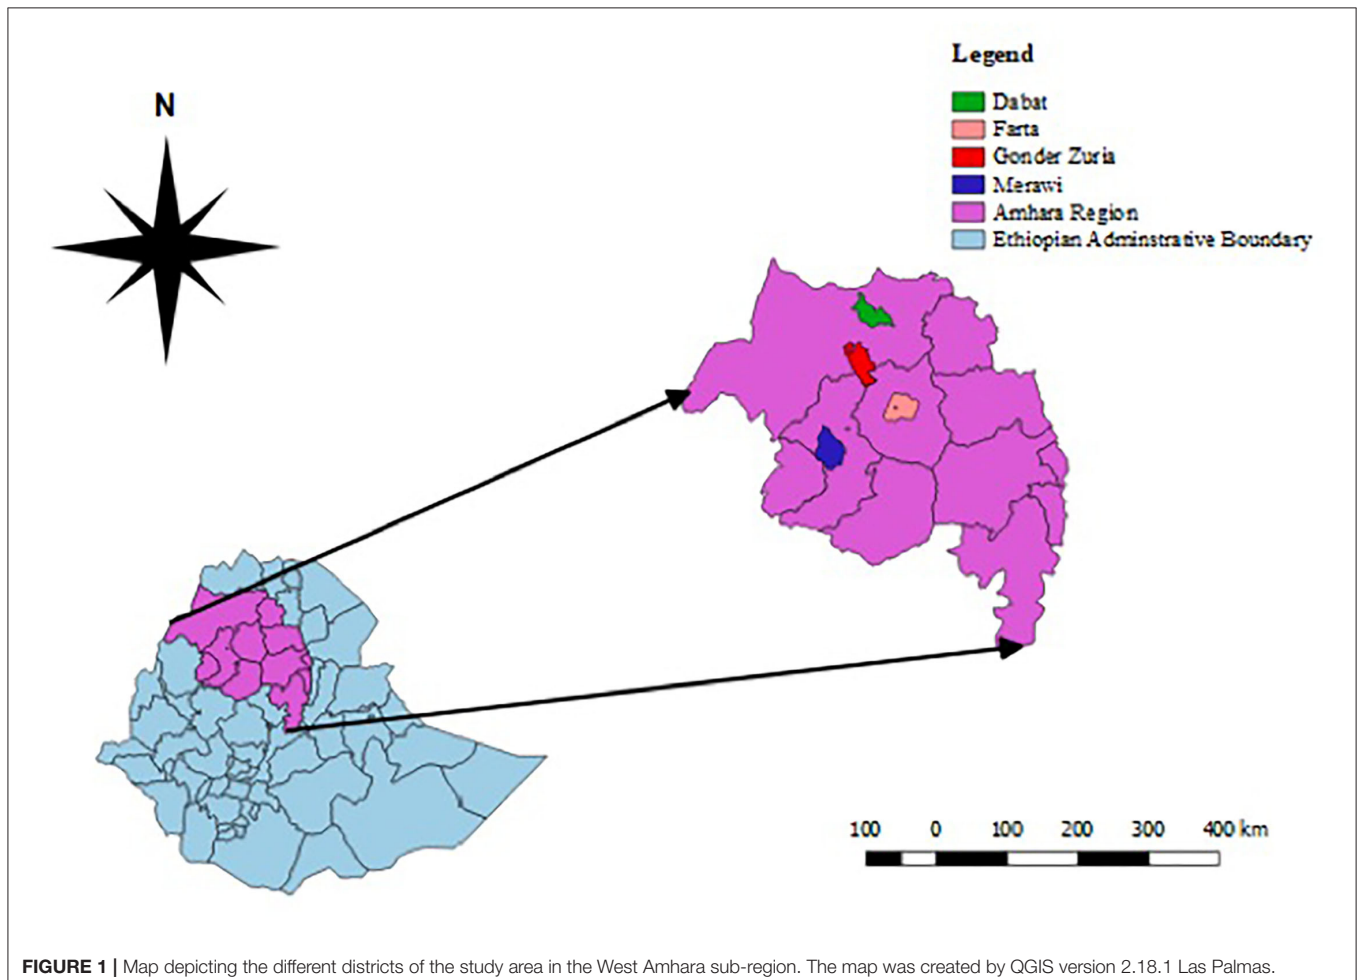 N
Legend
Dabat
Farta
Gonder Zuria
Merawi
Amhara Region
Ethiopian Adminstrative Boundary
100 0 100 200 300 400 km
FIGURE 1 | Map depicting the different districts of the study area in the West Amhara sub-region. The map was created by QGIS version 2.18.1 Las Palmas.